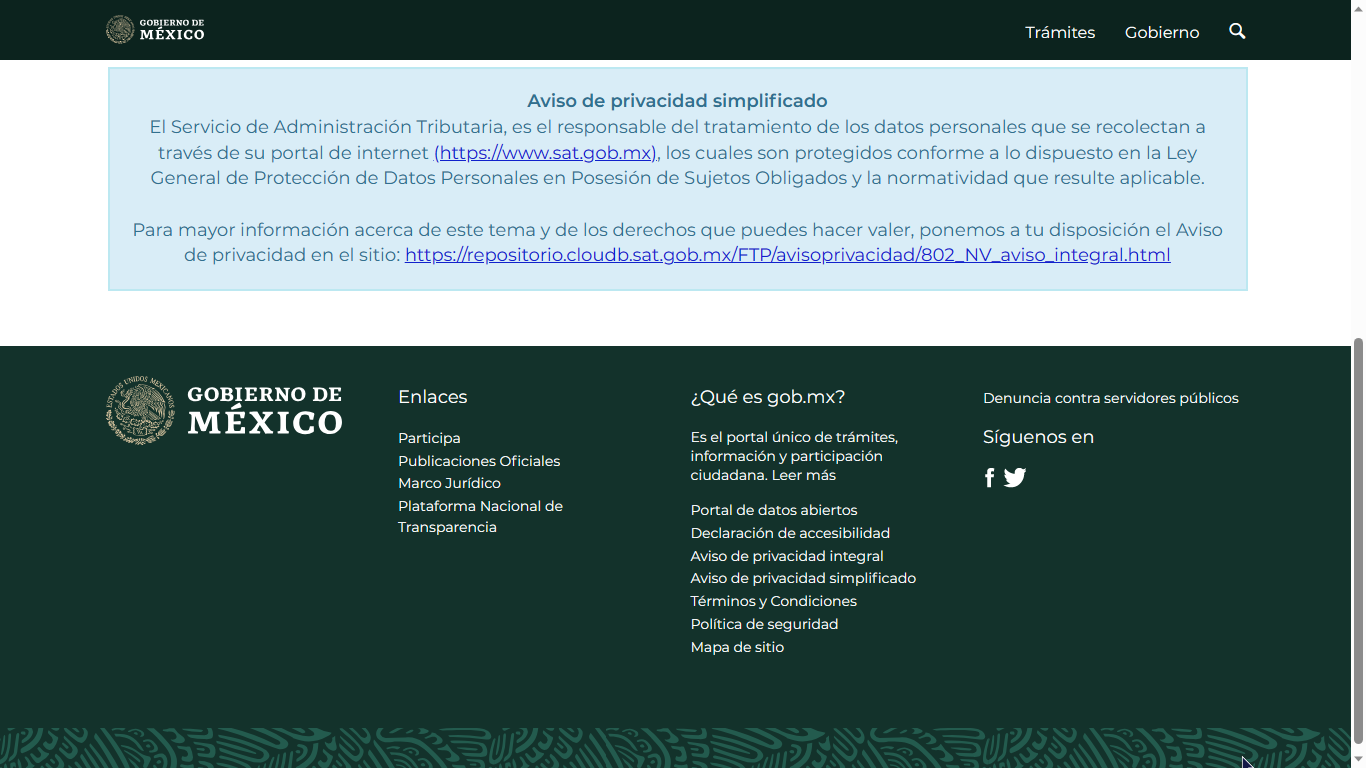 GOBIERNO DE
MÉXICO
Trámites
Gobierno
Aviso de privacidad simplificado
El Servicio de Administración Tributaria, es el responsable del tratamiento de los datos personales que se recolectan a
través de su portal de internet (https://www.sat.gob.mx), los cuales son protegidos conforme a lo dispuesto en la Ley
General de Protección de Datos Personales en Posesión de Sujetos Obligados y la normatividad que resulte aplicable.
Para mayor información acerca de este tema y de los derechos que puedes hacer valer, ponemos a tu disposición el Aviso
de privacidad en el sitio: https://repositorio.cloudb.sat.gob.mx/FTP/avisoprivacidad/802_NV_aviso_integral.html
ESTADOS UNIDOS MEXICANOS
GOBIERNO DE
MÉXICO
Enlaces
Participa
Publicaciones Oficiales
Marco Jurídico
Plataforma Nacional de
Transparencia
¿Qué es gob.mx?
Es el portal único de trámites,
información y participación
ciudadana. Leer más
Portal de datos abiertos
Declaración de accesibilidad
Aviso de privacidad integral
Aviso de privacidad simplificado
Términos y Condiciones
Política de seguridad
Mapa de sitio
Denuncia contra servidores públicos
Síguenos en